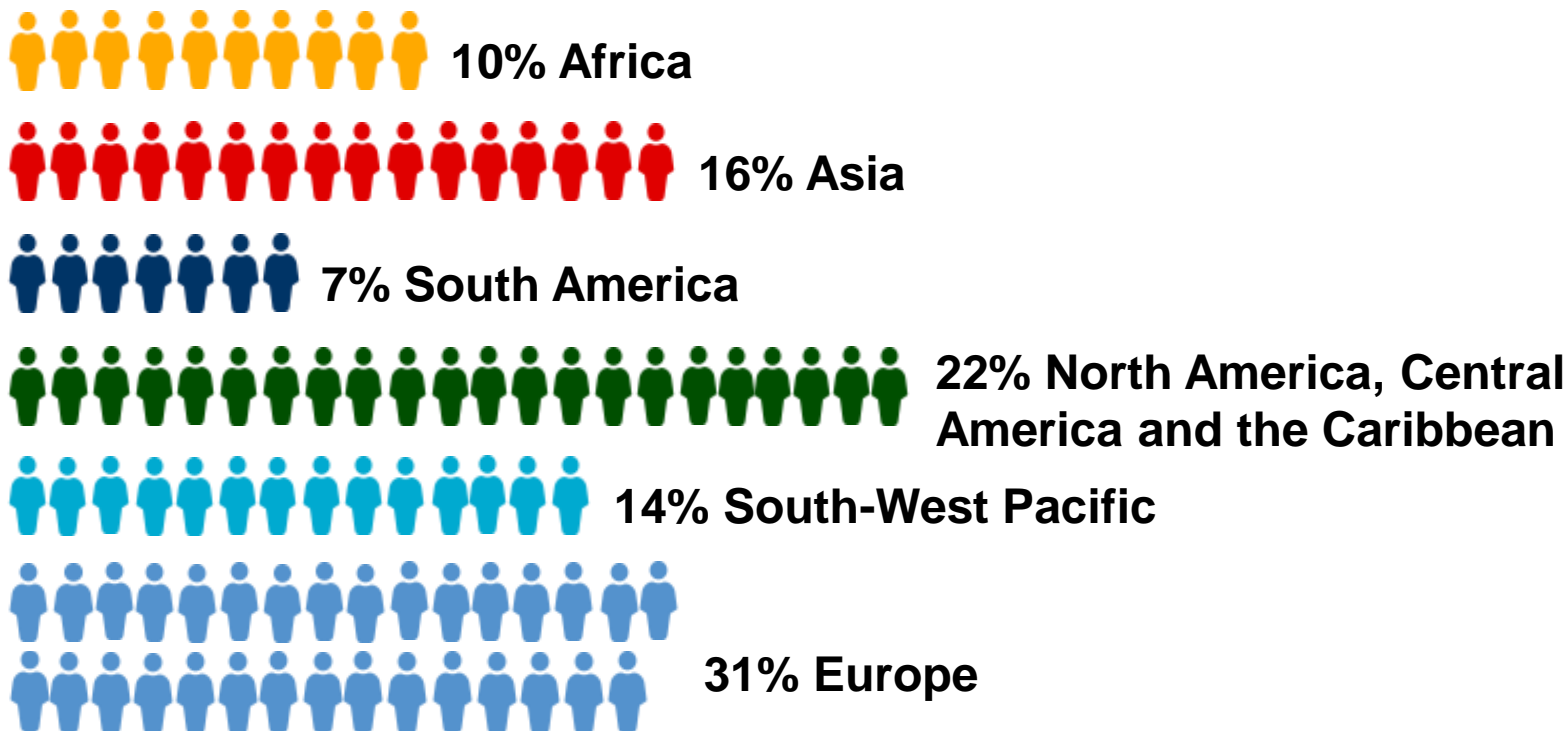 10% Africa
16% Asia
7% South America
22% North America, Central
America and the Caribbean
14% South-West Pacific
31% Europe